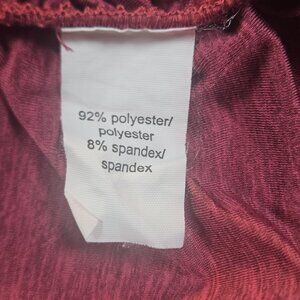 92% polyester/
polyester
8% spandex/
spandex